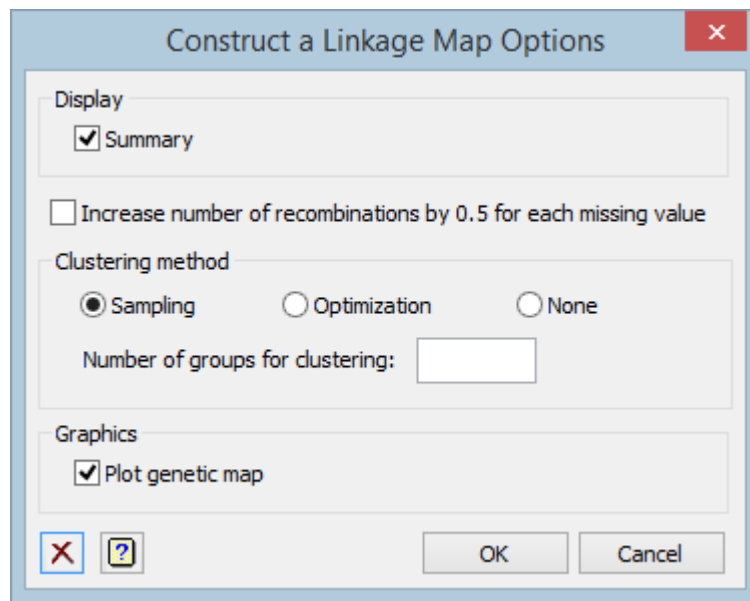 Construct a Linkage Map Options
Display
Summary
Increase number of recombinations by 0.5 for each missing value
Clustering method
Sampling Optimization None
Number of groups for clustering:
Graphics
Plot genetic map
? OK Cancel